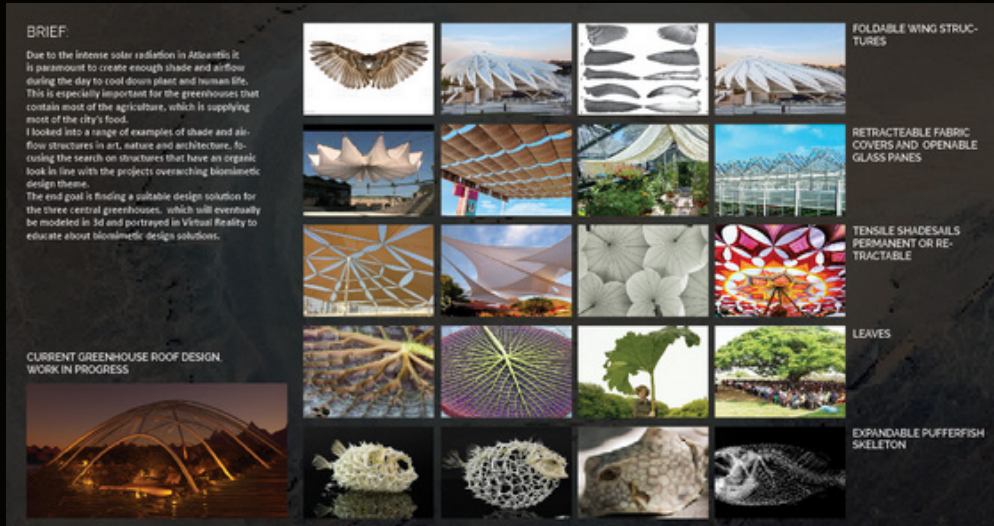 BRIEF:
Due to the intense solar radiation in Atlantis it
is paramount to create enough shade and airflow
during the day to cool down plant and human life.
This is especially important for the greenhouses that
contain most of the agriculture, which is supplying
most of the city's food.
I looked into a range of examples of shade and air-
flow structures in art, nature and architecture, fo-
cusing the search on structures that have an organic
look in line with the projects overarching biomimetic
design theme.
The end goal is finding a suitable design solution for
the three central greenhouses. which will eventually
be modeled in 3d and portrayed in Virtual Reality to
educate about biomimetic design solutions.
CURRENT GREENHOUSE ROOF DESIGN,
WORK IN PROGRESS
FOLDABLE WING STRUC-
TURES
RETRACTEABLE FABRIC
COVERS AND OPENABLE
GLASS PANES
TENSILE SHADESAILS
PERMANENT OR RE-
TRACTABLE
LEAVES
EXPANDABLE PUFFERFISH
SKELETON